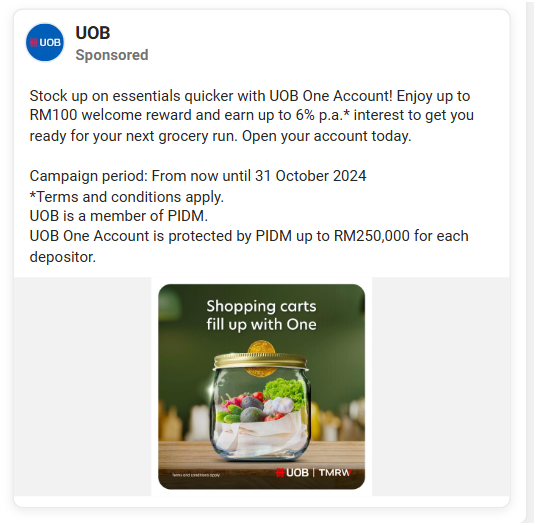 UOB
UOB
Sponsored
Stock up on essentials quicker with UOB One Account! Enjoy up to
RM100 welcome reward and earn up to 6% p.a.* interest to get you
ready for your next grocery run. Open your account today.
Campaign period: From now until 31 October 2024
*Terms and conditions apply.
UOB is a member of PIDM.
UOB One Account is protected by PIDM up to RM250,000 for each
depositor.
Shopping carts
fill up with One
Terms and conditions apply.
UOB | TMRW